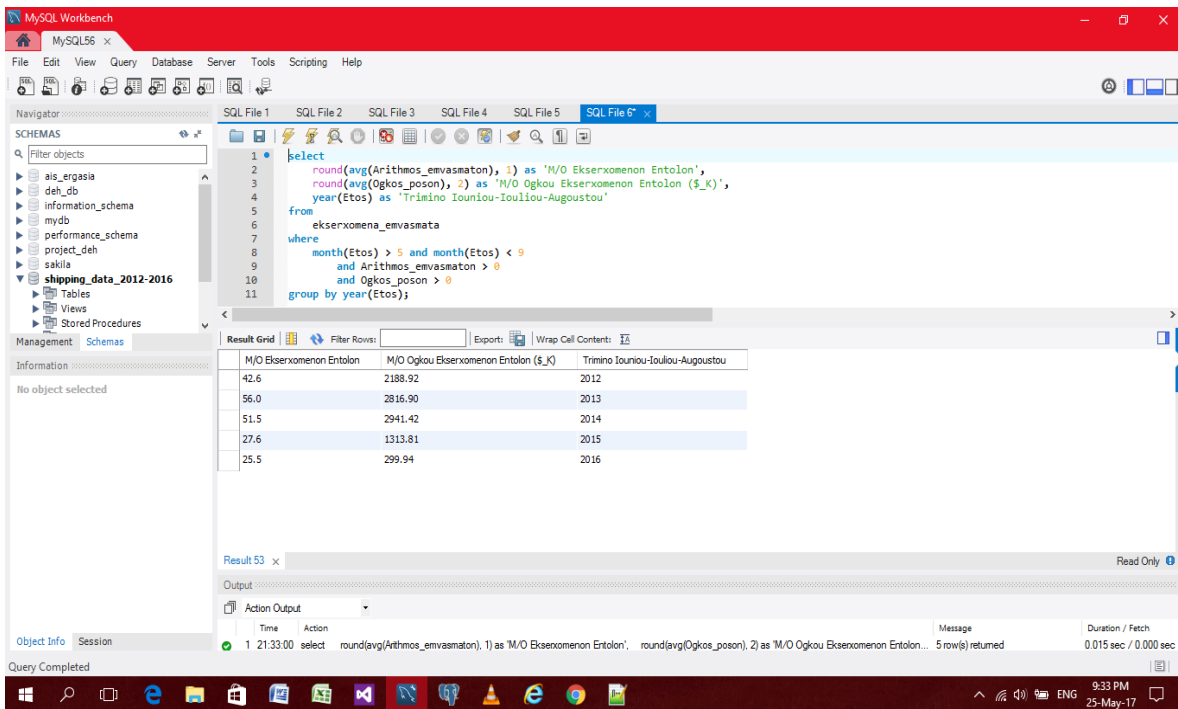 MySQL Workbench
MySQL56 ×
File Edit View Query Database Server Tools Scripting Help
Navigator
SCHEMAS
Filter objects
ais_ergasia
deh_db
information_schema
mydb
performance_schema
project_deh
sakila
shipping_data_2012-2016
Tables
Views
Stored Procedures
Management Schemas
Information
No object selected
Object Info Session
SQL File 1 SQL File 2 SQL File 3 SQL File 4 SQL File 5 SQL File 6* ×
1 select
2 round(avg(Arithmos_emvasmaton), 1) as 'M/O Ekserxomenon Entolon',
3 round(avg(Ogkos_poson), 2) as 'M/O Ogkou Ekserxomenon Entolon ($_K)',
4 year(Etos) as 'Trimino Iouniou-Iouliou-Augoustou'
5 from
6 ekserxomena_emvasmata
7 where
8 month(Etos) > 5 and month(Etos) < 9
9 and Arithmos_emvasmaton > 0
10 and Ogkos_poson > 0
11 group by year(Etos);
Result Grid Filter Rows: Export: Wrap Cell Content:
M/O Ekserxomenon Entolon M/O Ogkou Ekserxomenon Entolon ($_K) Trimino Iouniou-Iouliou-Augoustou
42.6 2188.92 2012
56.0 2816.90 2013
51.5 2941.42 2014
27.6 1313.81 2015
25.5 299.94 2016
Result 53 × Read Only
Output
Action Output
Time Action Message Duration / Fetch
1 21:33:00 select round(avg(Arithmos_emvasmaton), 1) as 'M/O Ekserxomenon Entolon', round(avg(Ogkos_poson), 2) as 'M/O Ogkou Ekserxomenon Entolon... 5 row(s) returned 0.015 sec / 0.000 sec
Query Completed
ENG 9:33 PM
25-May-17